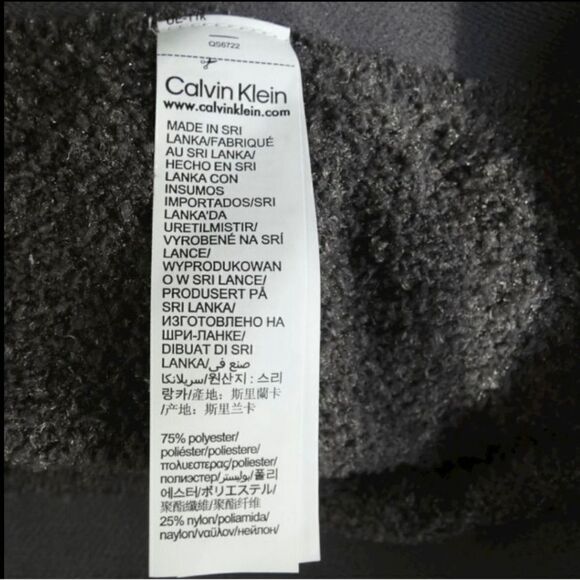 QS6722
Calvin Klein
www.calvinklein.com
MADE IN SRI
LANKA/FABRIQUÉ
AU SRI LANKA/
HECHO EN SRI
LANKA CON
INSUMOS
IMPORTADOS/SRI
LANKA'DA
URETILMISTIR/
VYROBENÉ NA SRÍ
LANCE/
WYPRODUKOWAN
O W SRI LANCE/
PRODUSERT PÅ
SRI LANKA/
ИЗГОТОВЛЕНО НА
ШРИ-ЛАНКЕ/
DIBUAT DI SRI
LANKA/صنع في
سريلانكا/원산지 : 스리
랑카/產地：斯里蘭卡
/产地：斯里兰卡
75% polyester/
poliéster/poliestere/
πολυεστερας/poliester/
полиэстер/بوليستر/폴리
에스터/ポリエステル/
聚酯纖維/聚酯纤维
25% nylon/poliamida/
naylon/ναϋλον/нейлон/